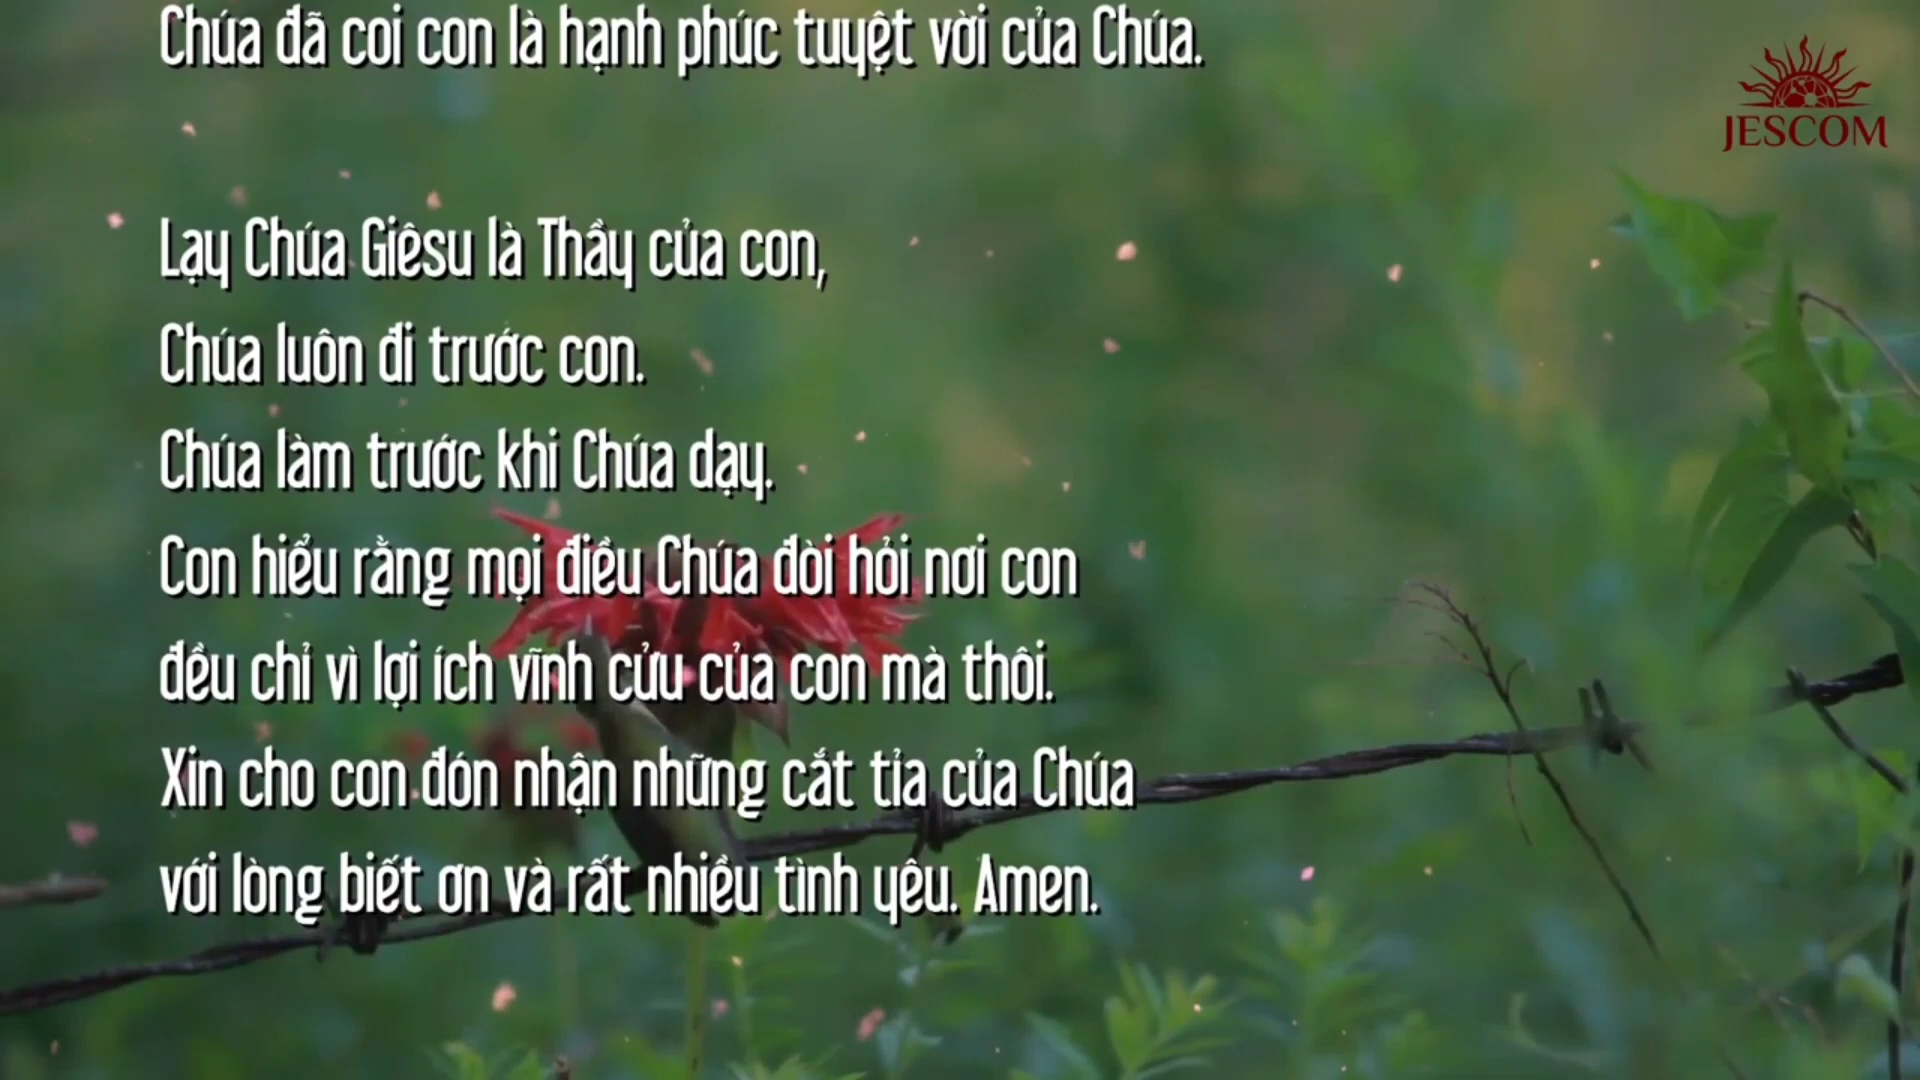 Chúa đã coi con là hạnh phúc tuyệt vời của Chúa.
JESCOM
Lạy Chúa Giêsu là Thầy của con,
Chúa luôn đi trước con.
Chúa làm trước khi Chúa dạy.
Con hiểu rằng mọi điều Chúa đòi hỏi nơi con
đều chỉ vì lợi ích vĩnh cửu của con mà thôi.
Xin cho con đón nhận những cắt tỉa của Chúa
với lòng biết ơn và rất nhiều tình yêu. Amen.